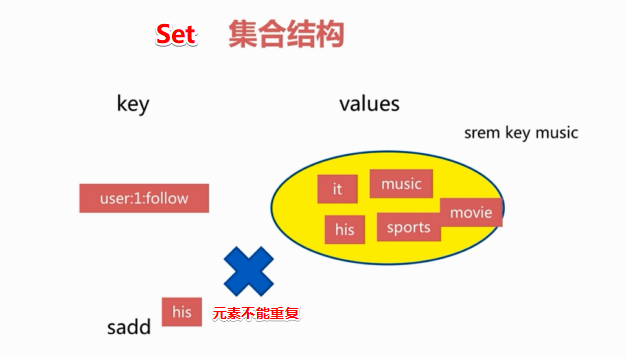 Set 集合结构
key values
srem key music
user:1:follow
it music
his sports movie
sadd his 元素不能重复